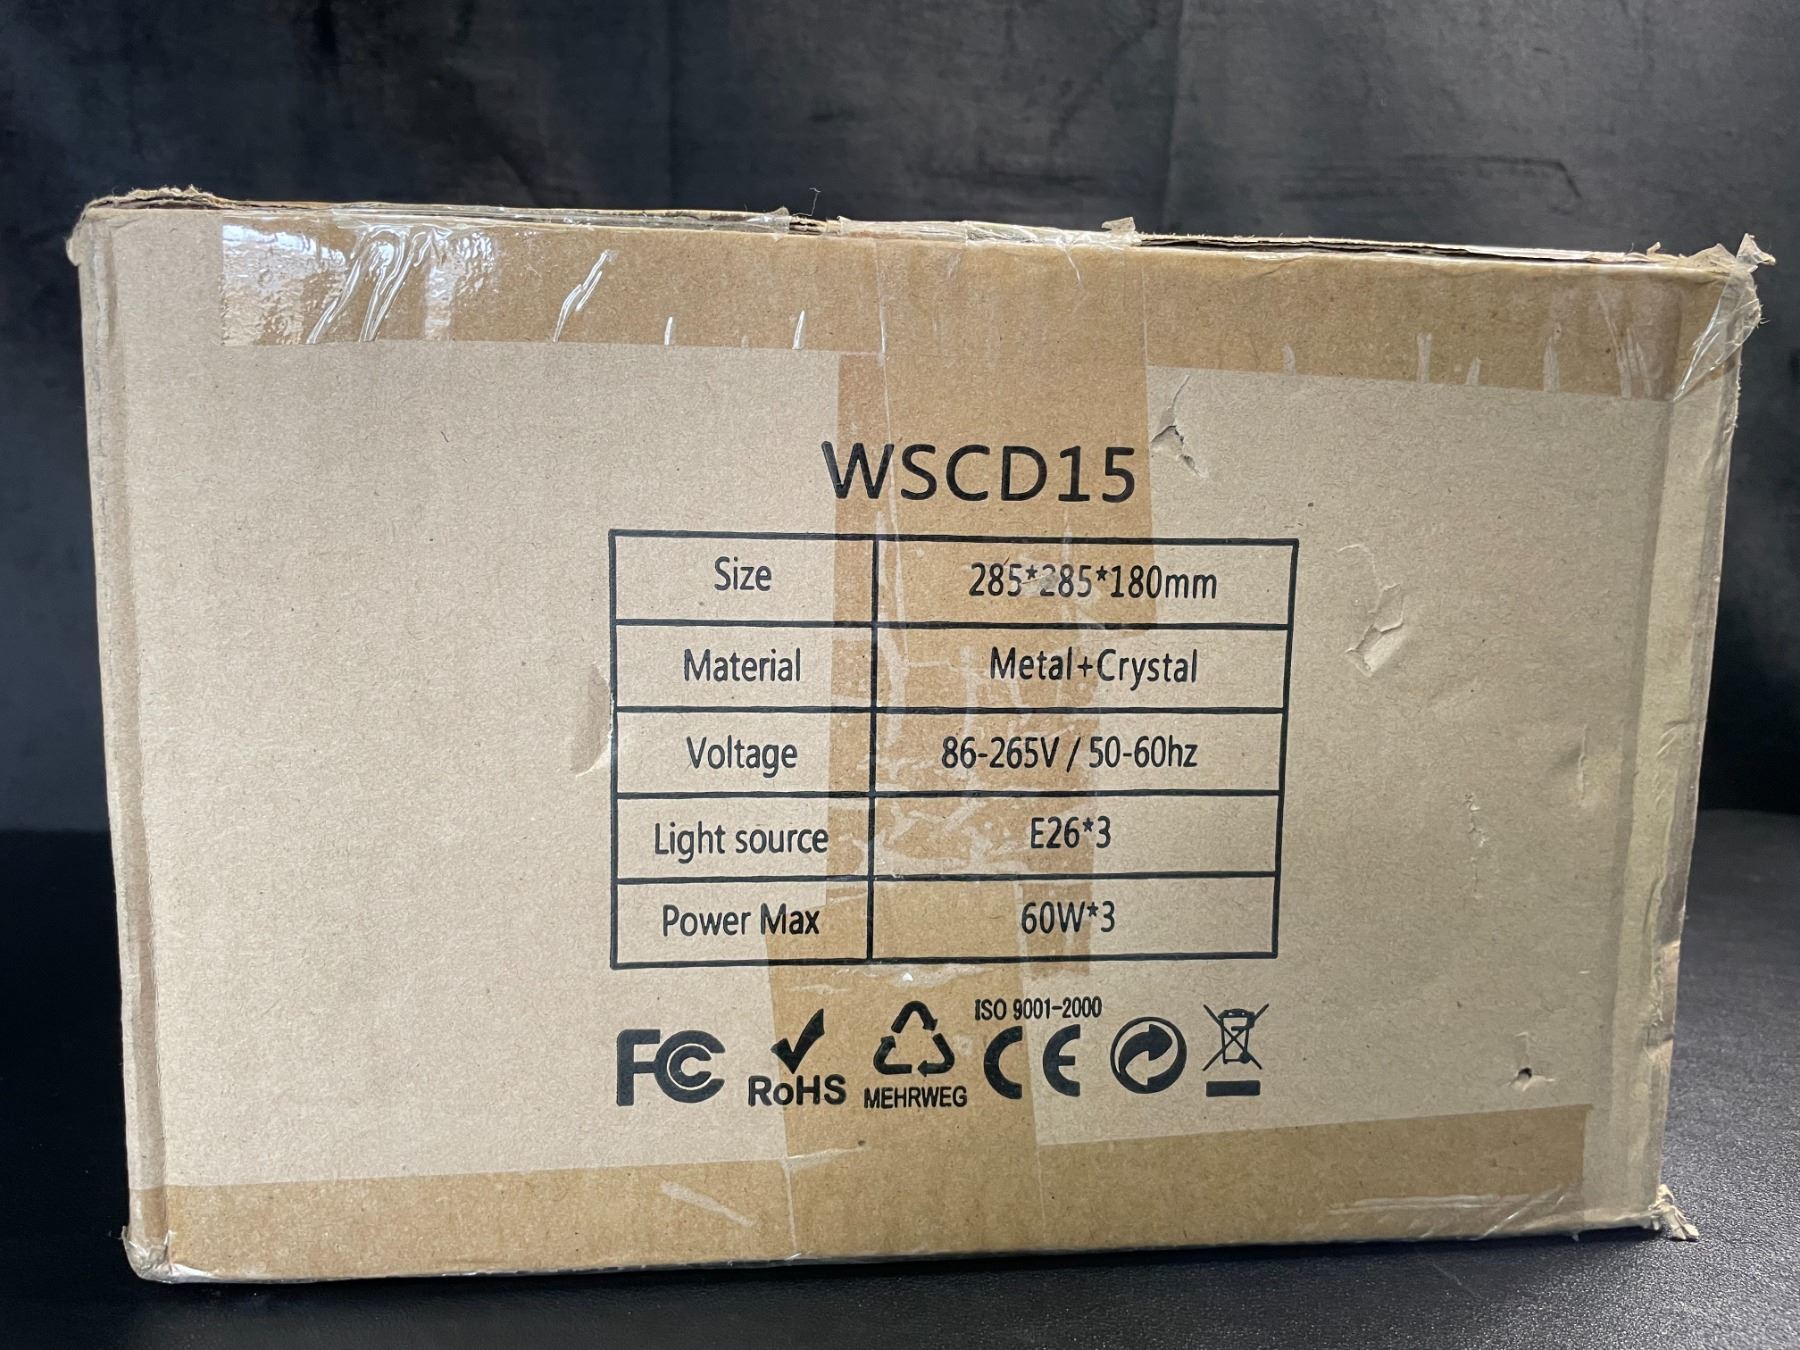 WSCD15
Size 285*285*180mm
Material Metal+Crystal
Voltage 86-265V / 50-60hz
Light source E26*3
Power Max 60W*3
ISO 9001-2000
FC RoHS MEHRWEG CE